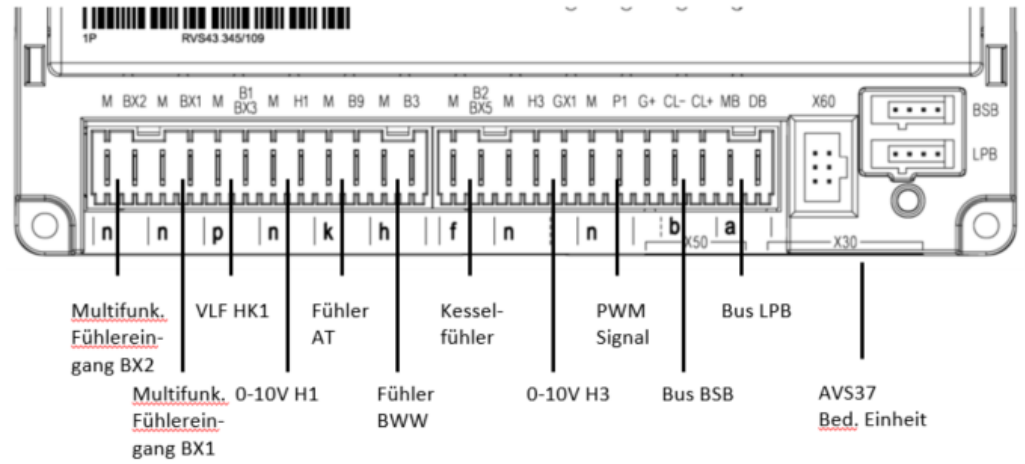 1P RVS43.345/109
M BX2 M BX1 M B1 BX3 M H1 M B9 M B3 M B2 BX5 M H3 GX1 M P1 G+ CL- CL+ MB DB X60
BSB
LPB
n n p n k h f n n b a
X50 X30
Multifunk. Fühlerein- gang BX2
VLF HK1
Fühler AT
Kessel- fühler
PWM Signal
Bus LPB
Multifunk. Fühlerein- gang BX1
0-10V H1
Fühler BWW
0-10V H3
Bus BSB
AVS37 Bed. Einheit